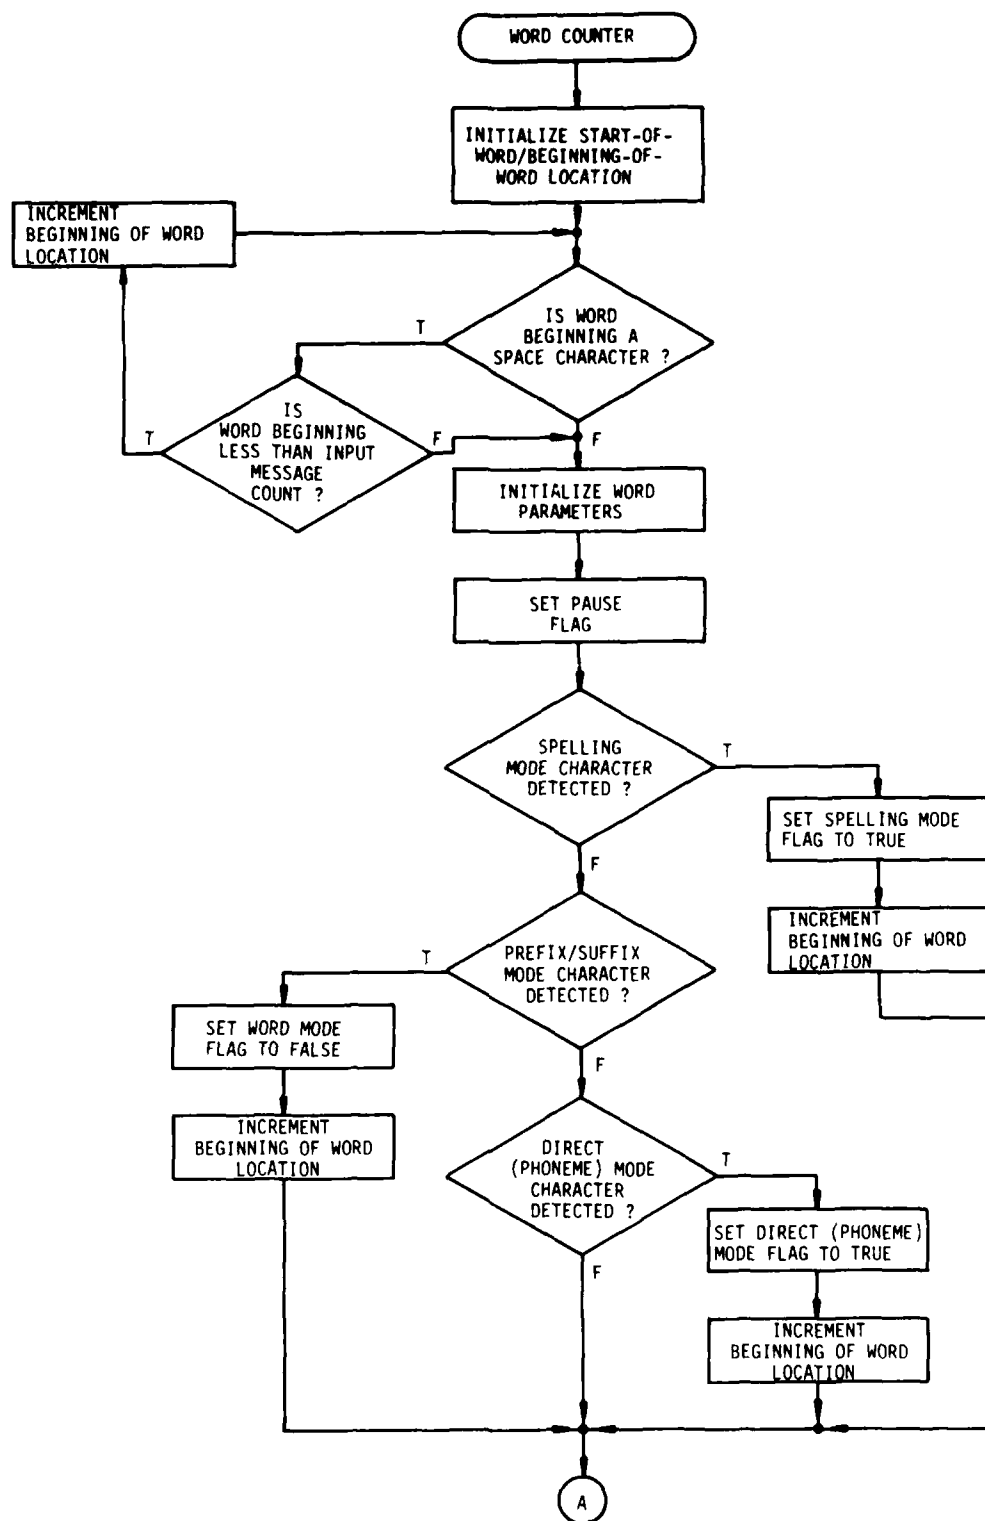 WORD COUNTER
INITIALIZE START-OF-
WORD/BEGINNING-OF-
WORD LOCATION
INCREMENT
BEGINNING OF WORD
LOCATION
IS WORD
BEGINNING A
SPACE CHARACTER ?
T
IS
WORD BEGINNING
LESS THAN INPUT
MESSAGE
COUNT ?
T
F
F
INITIALIZE WORD
PARAMETERS
SET PAUSE
FLAG
SPELLING
MODE CHARACTER
DETECTED ?
T
SET SPELLING MODE
FLAG TO TRUE
F
INCREMENT
BEGINNING OF WORD
LOCATION
PREFIX/SUFFIX
MODE CHARACTER
DETECTED ?
T
SET WORD MODE
FLAG TO FALSE
F
INCREMENT
BEGINNING OF WORD
LOCATION
DIRECT
(PHONEME) MODE
CHARACTER
DETECTED ?
T
SET DIRECT (PHONEME)
MODE FLAG TO TRUE
F
INCREMENT
BEGINNING OF WORD
LOCATION
A